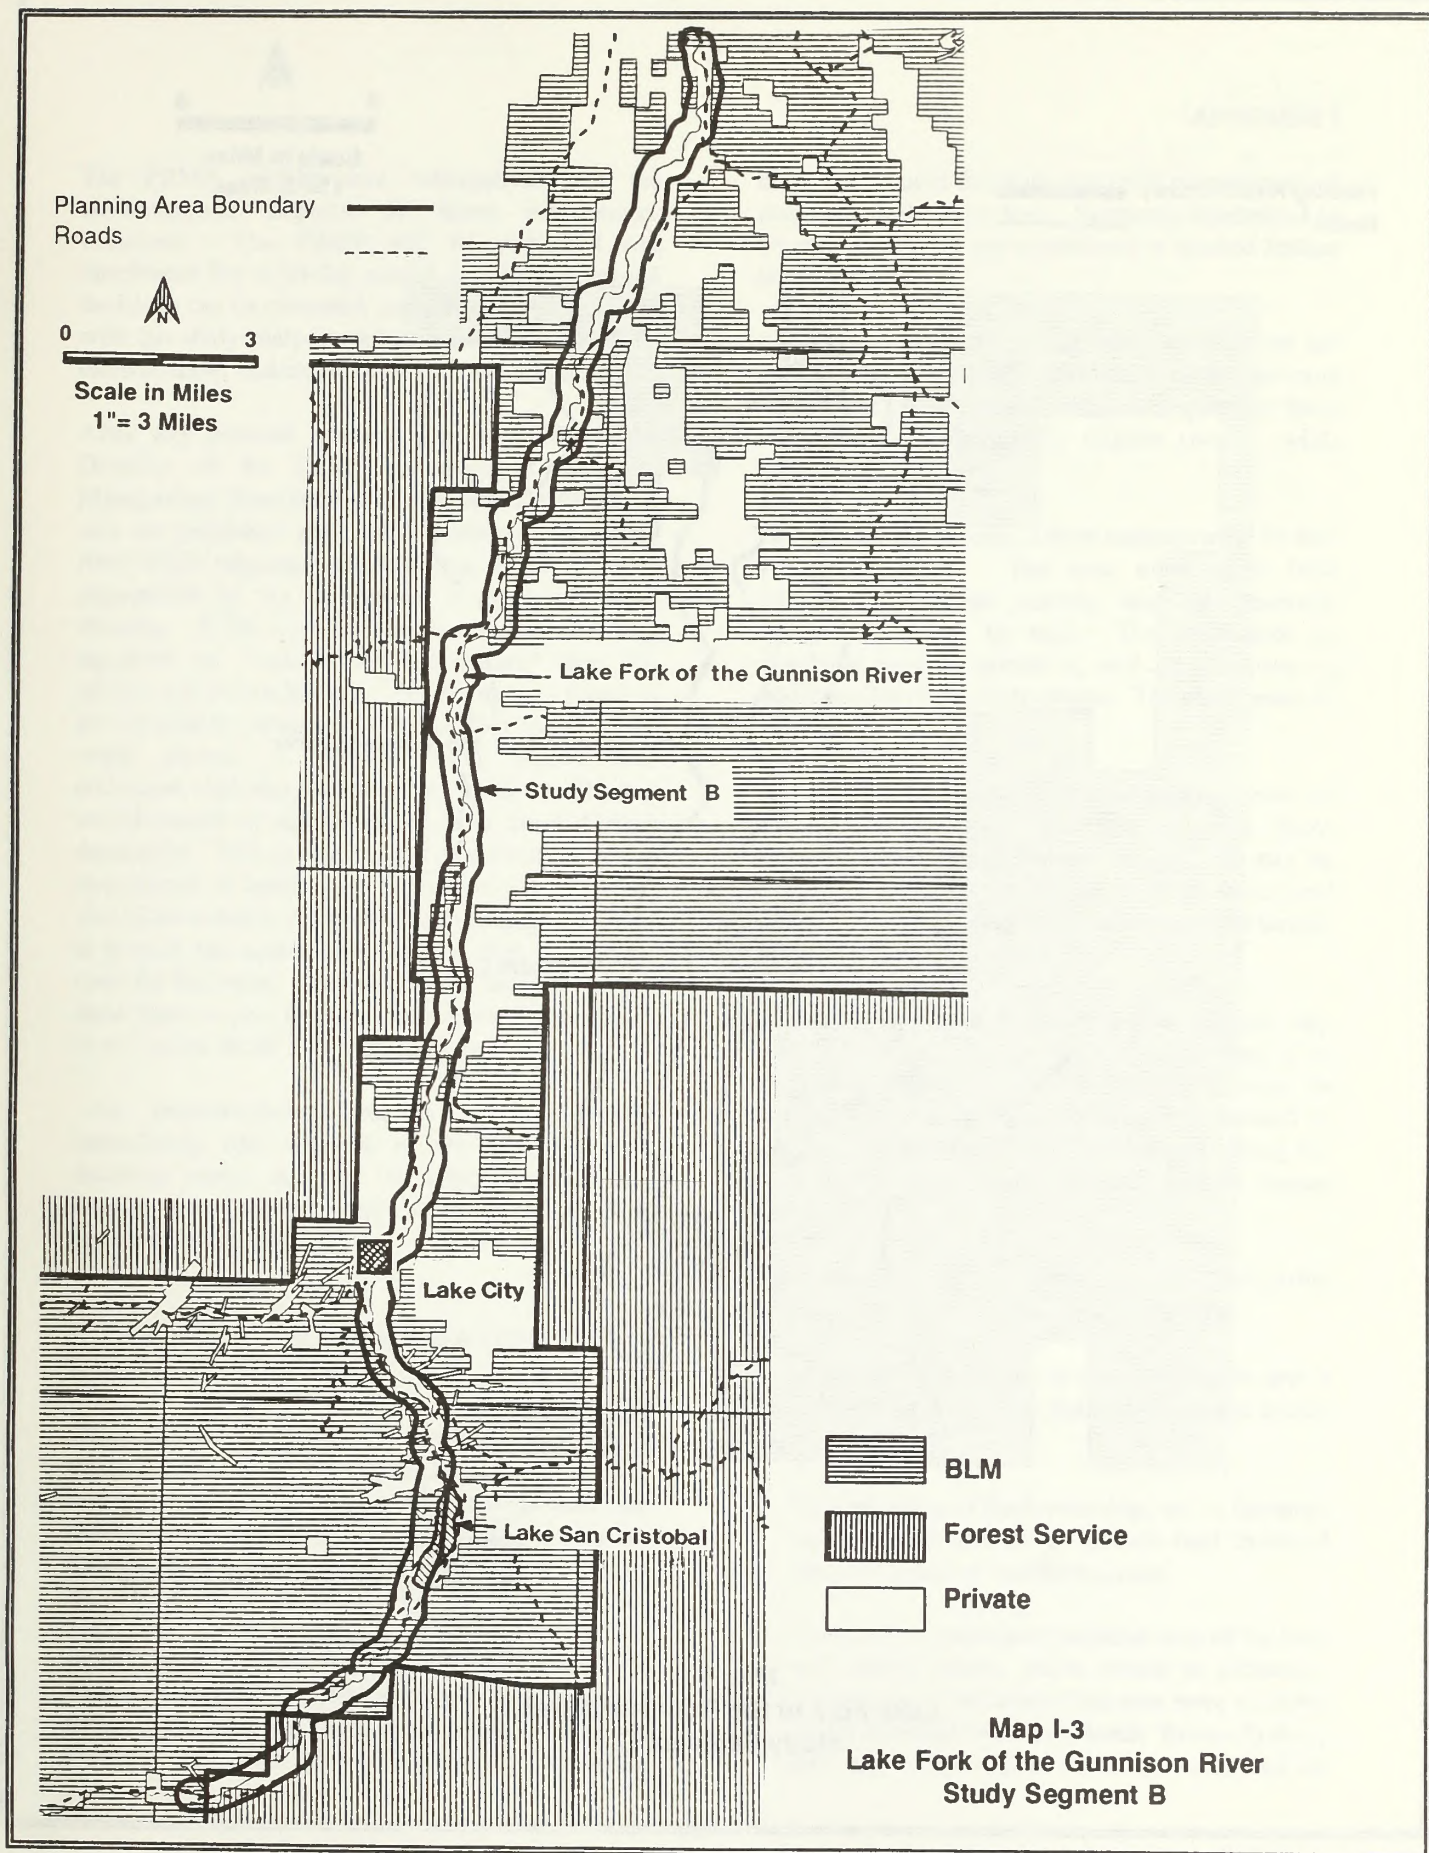 Planning Area Boundary
Roads
N
0 3
Scale in Miles
1"= 3 Miles
Lake Fork of the Gunnison River
Study Segment B
Lake City
Lake San Cristobal
BLM
Forest Service
Private
Map I-3
Lake Fork of the Gunnison River
Study Segment B